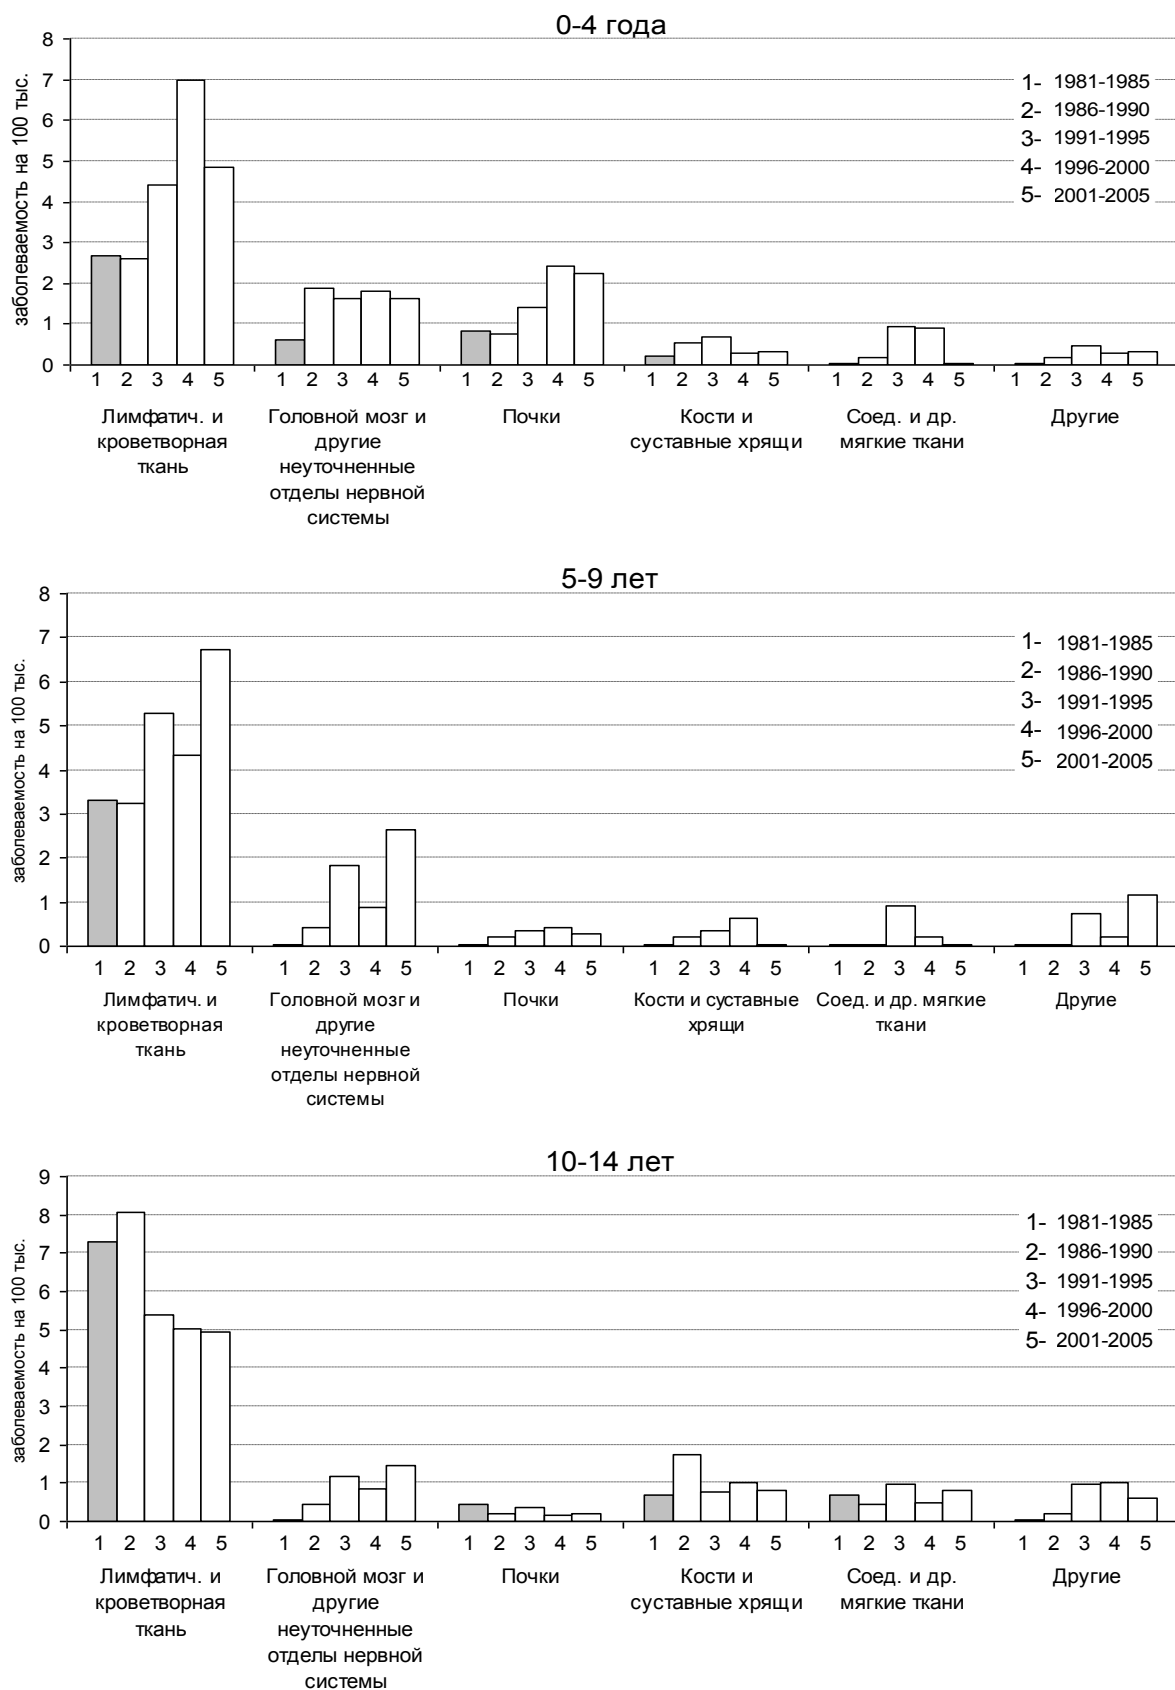 0-4 года
заболеваемость на 100 тыс.
8
7
6
5
4
3
2
1
0
1- 1981-1985
2- 1986-1990
3- 1991-1995
4- 1996-2000
5- 2001-2005
1 2 3 4 5 1 2 3 4 5 1 2 3 4 5 1 2 3 4 5 1 2 3 4 5 1 2 3 4 5
Лимфатич. и
кроветворная
ткань
Головной мозг и
другие
неуточненные
отделы нервной
системы
Почки
Кости и
суставные хрящи
Соед. и др.
мягкие ткани
Другие
5-9 лет
заболеваемость на 100 тыс.
8
7
6
5
4
3
2
1
0
1- 1981-1985
2- 1986-1990
3- 1991-1995
4- 1996-2000
5- 2001-2005
1 2 3 4 5 1 2 3 4 5 1 2 3 4 5 1 2 3 4 5 1 2 3 4 5 1 2 3 4 5
Лимфатич. и
кроветворная
ткань
Головной мозг и
другие
неуточненные
отделы нервной
системы
Почки
Кости и суставные
хрящи
Соед. и др. мягкие
ткани
Другие
10-14 лет
заболеваемость на 100 тыс.
9
8
7
6
5
4
3
2
1
0
1- 1981-1985
2- 1986-1990
3- 1991-1995
4- 1996-2000
5- 2001-2005
1 2 3 4 5 1 2 3 4 5 1 2 3 4 5 1 2 3 4 5 1 2 3 4 5 1 2 3 4 5
Лимфатич. и
кроветворная
ткань
Головной мозг и
другие
неуточненные
отделы нервной
системы
Почки
Кости и
суставные хрящи
Соед. и др.
мягкие ткани
Другие